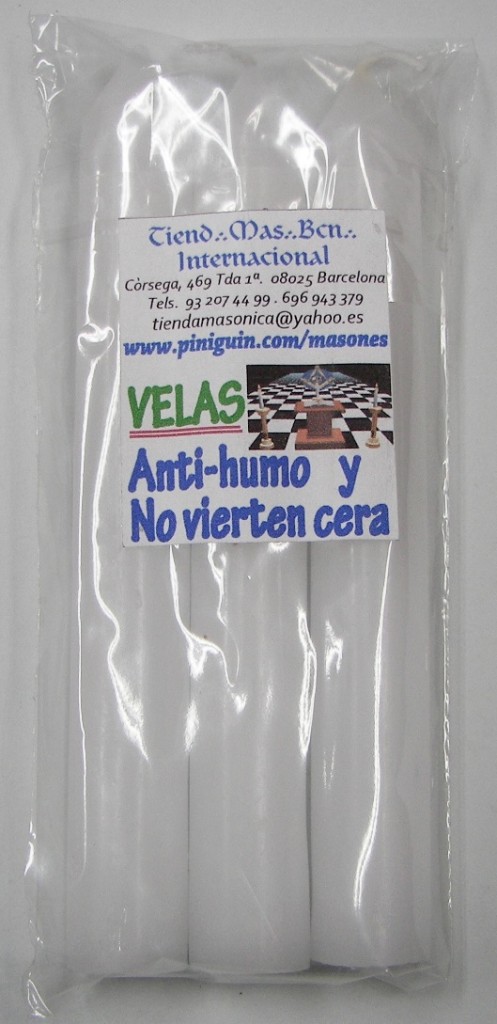 Tiend∴Mas∴Bcn∴
Internacional
Còrsega, 469 Tda 1ª. 08025 Barcelona
Tels. 93 207 44 99 . 696 943 379
tiendamasonica@yahoo.es
www.piniguin.com/masones
VELAS
Anti-humo y
No vierten cera